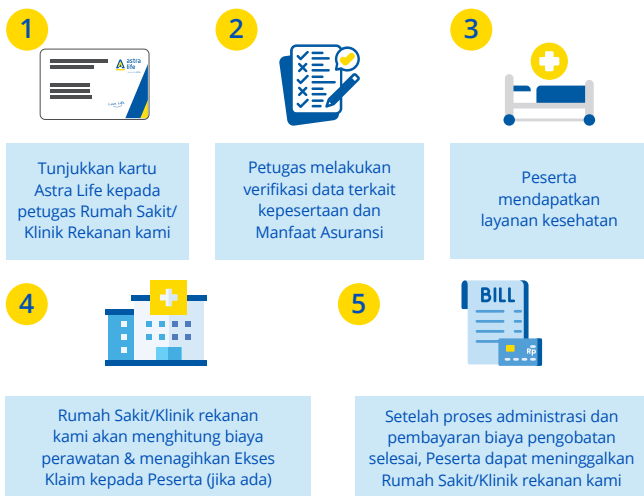 1
astra
life
Love Life
Tunjukkan kartu
Astra Life kepada
petugas Rumah Sakit/
Klinik Rekanan kami
2
Petugas melakukan
verifikasi data terkait
kepesertaan dan
Manfaat Asuransi
3
Peserta
mendapatkan
layanan kesehatan
4
Rumah Sakit/Klinik rekanan
kami akan menghitung biaya
perawatan & menagihkan Ekses
Klaim kepada Peserta (jika ada)
5
BILL
Rp
Setelah proses administrasi dan
pembayaran biaya pengobatan
selesai, Peserta dapat meninggalkan
Rumah Sakit/Klinik rekanan kami